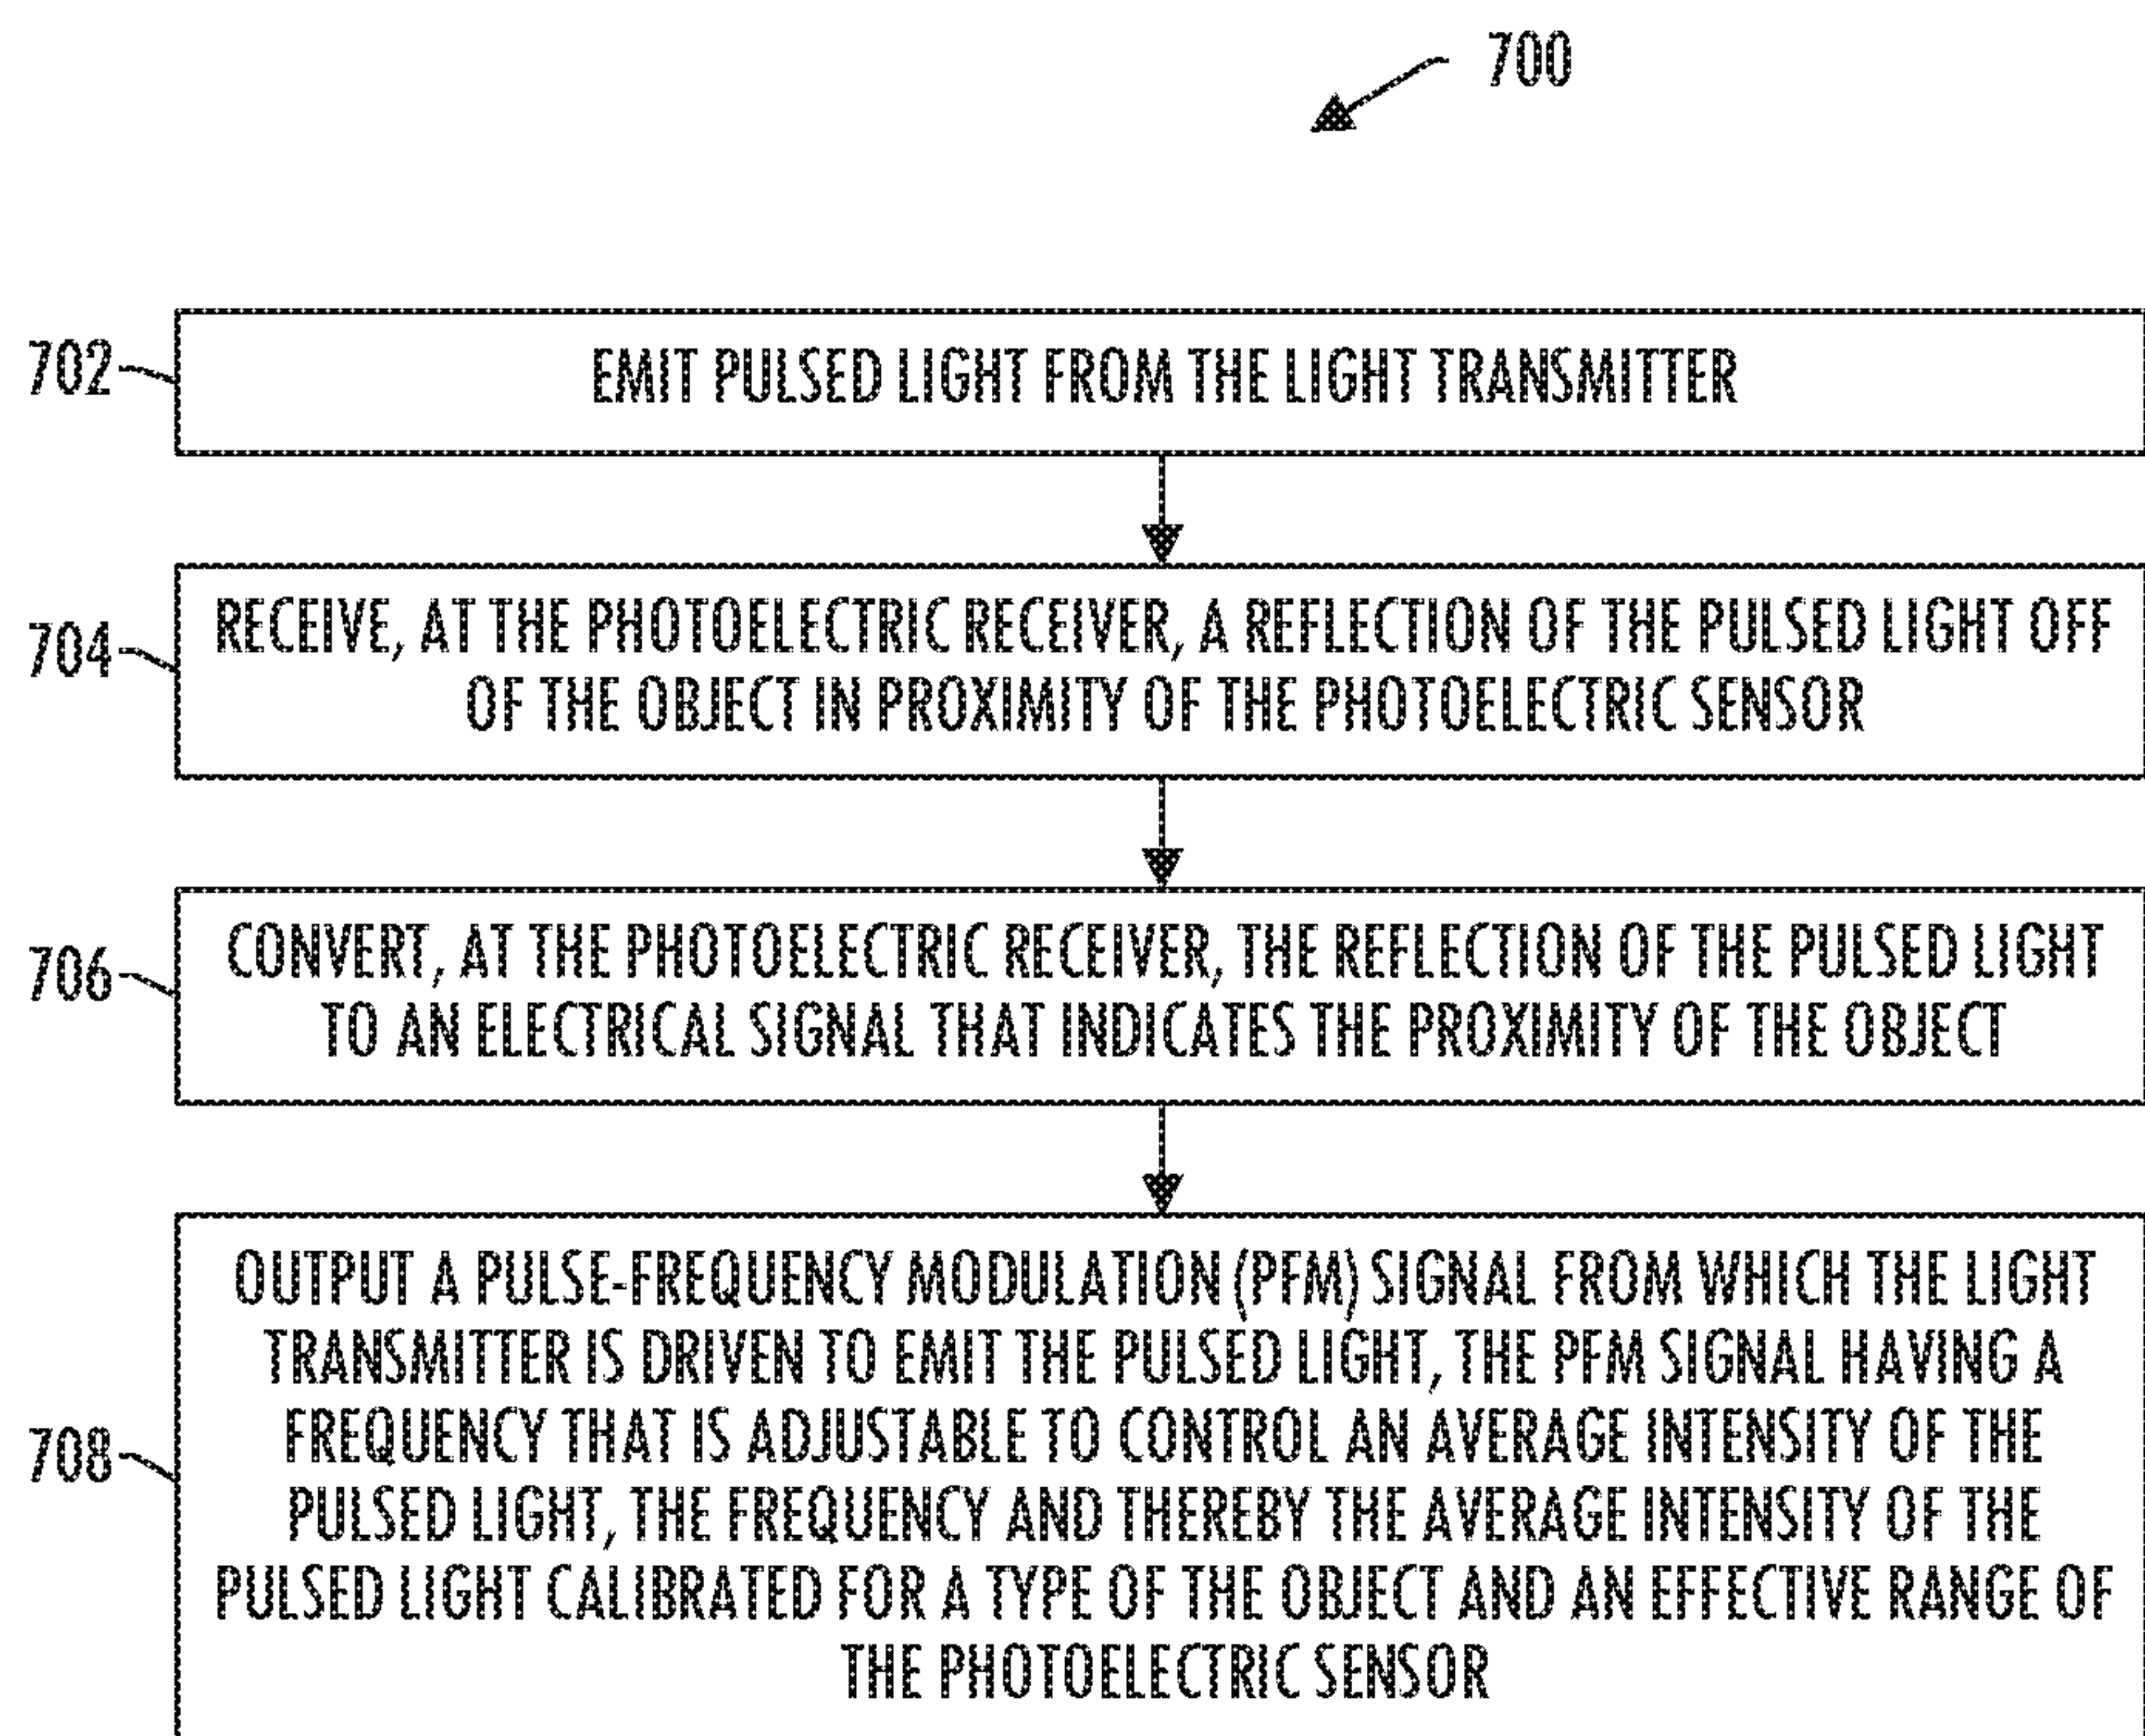 700
702
EMIT PULSED LIGHT FROM THE LIGHT TRANSMITTER
704
RECEIVE, AT THE PHOTOELECTRIC RECEIVER, A REFLECTION OF THE PULSED LIGHT OFF
OF THE OBJECT IN PROXIMITY OF THE PHOTOELECTRIC SENSOR
706
CONVERT, AT THE PHOTOELECTRIC RECEIVER, THE REFLECTION OF THE PULSED LIGHT
TO AN ELECTRICAL SIGNAL THAT INDICATES THE PROXIMITY OF THE OBJECT
708
OUTPUT A PULSE-FREQUENCY MODULATION (PFM) SIGNAL FROM WHICH THE LIGHT
TRANSMITTER IS DRIVEN TO EMIT THE PULSED LIGHT, THE PFM SIGNAL HAVING A
FREQUENCY THAT IS ADJUSTABLE TO CONTROL AN AVERAGE INTENSITY OF THE
PULSED LIGHT, THE FREQUENCY AND THEREBY THE AVERAGE INTENSITY OF THE
PULSED LIGHT CALIBRATED FOR A TYPE OF THE OBJECT AND AN EFFECTIVE RANGE OF
THE PHOTOELECTRIC SENSOR